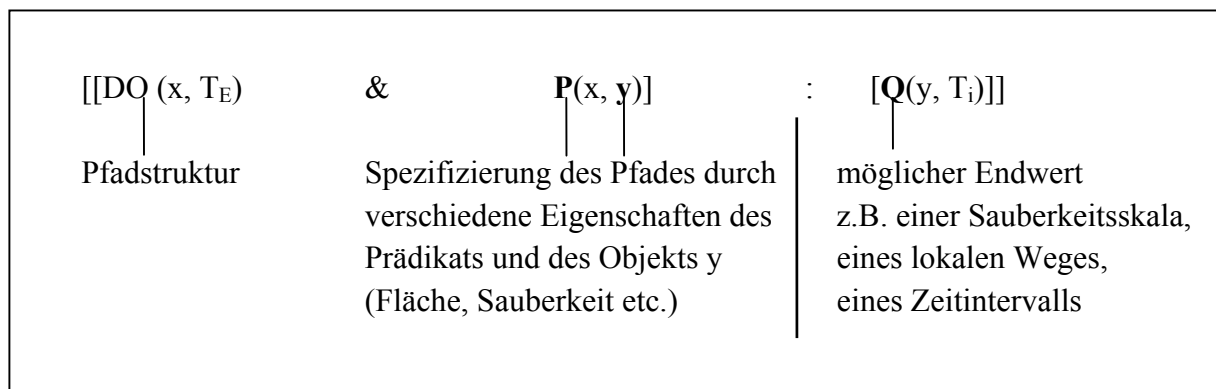 [[DO (x, T_E) & P(x, y)] : [Q(y, T_i)]]
Pfadstruktur Spezifizierung des Pfades durch möglicher Endwert
verschiedene Eigenschaften des z.B. einer Sauberkeitsskala,
Prädikats und des Objekts y eines lokalen Weges,
(Fläche, Sauberkeit etc.) eines Zeitintervalls